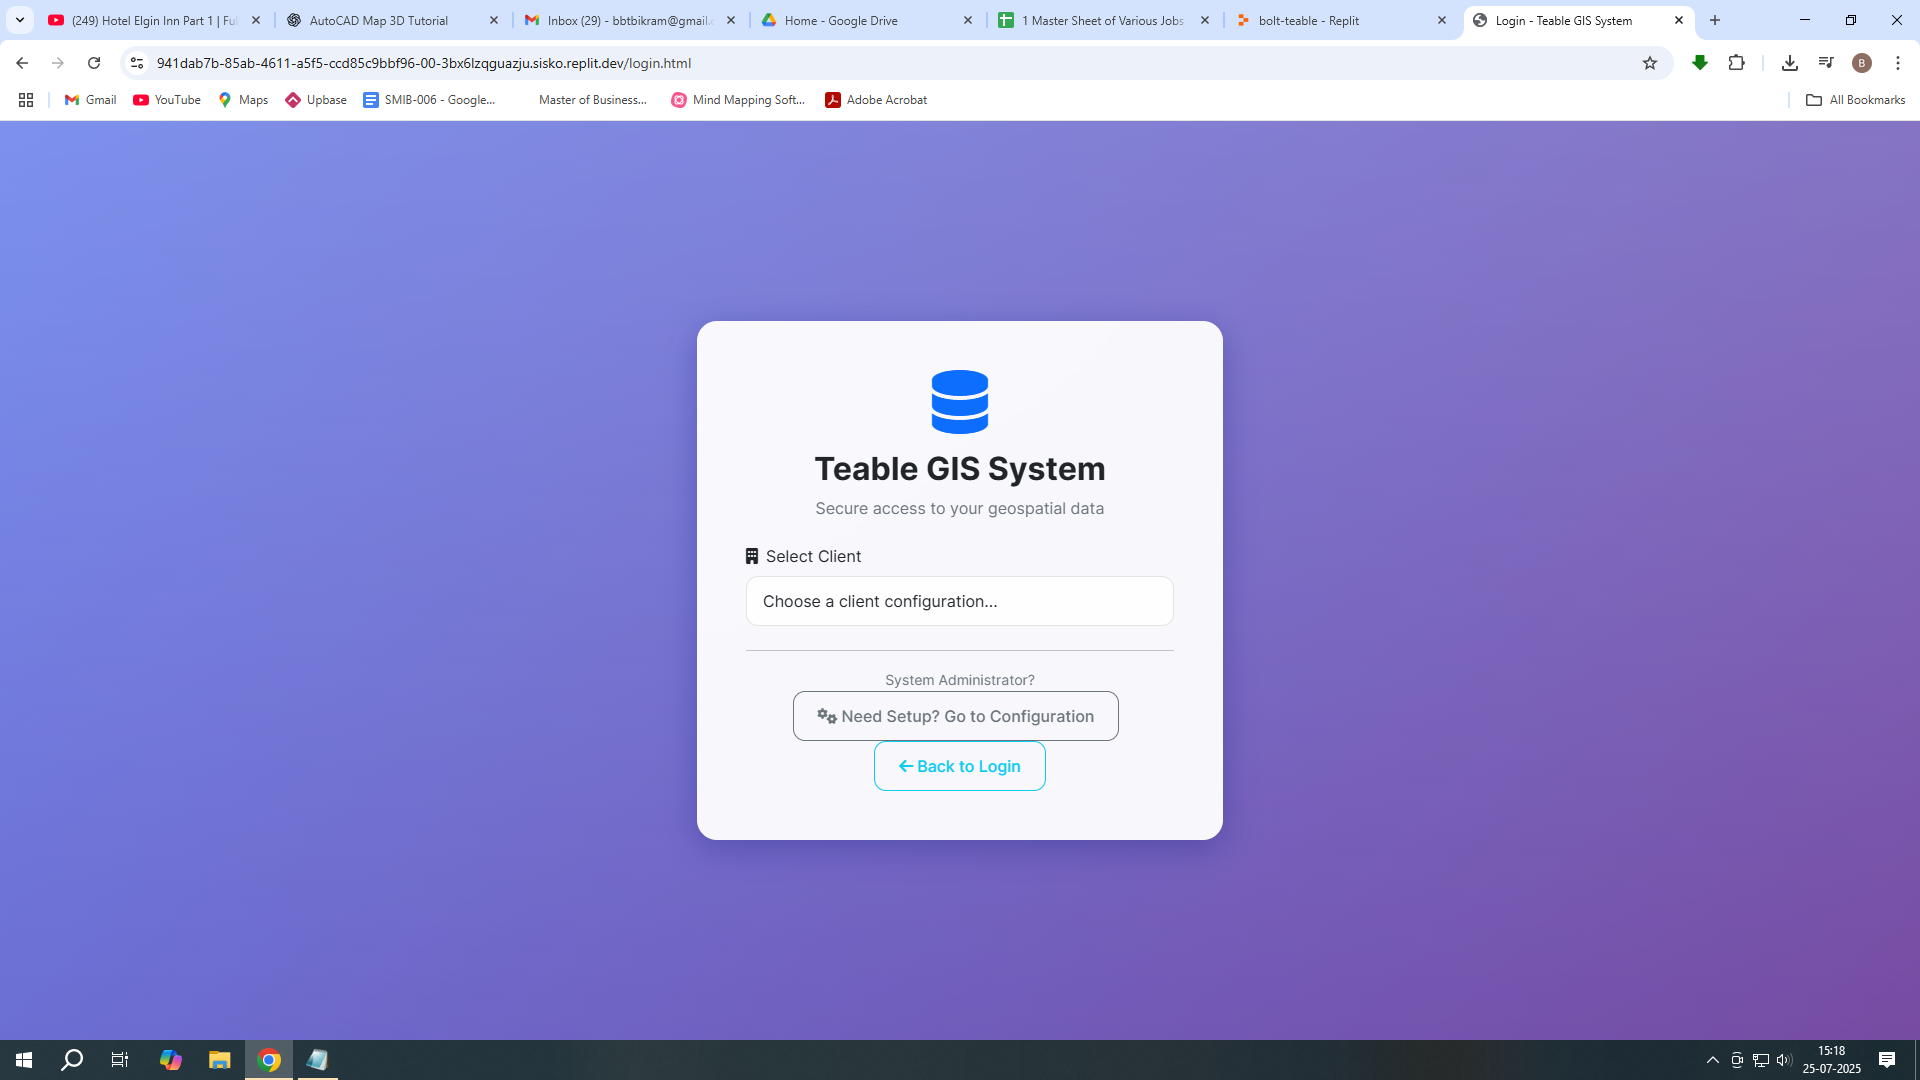 (249) Hotel Elgin Inn Part 1 | Ful
AutoCAD Map 3D Tutorial
Inbox (29) - bbtbikram@gmail.c
Home - Google Drive
1 Master Sheet of Various Jobs
bolt-teable - Replit
Login - Teable GIS System
941dab7b-85ab-4611-a5f5-ccd85c9bbf96-00-3bx6lzqguazju.sisko.replit.dev/login.html
B
Gmail
YouTube
Maps
Upbase
SMIB-006 - Google...
Master of Business...
Mind Mapping Soft...
Adobe Acrobat
All Bookmarks
Teable GIS System
Secure access to your geospatial data
Select Client
Choose a client configuration...
System Administrator?
Need Setup? Go to Configuration
Back to Login
15:18
25-07-2025